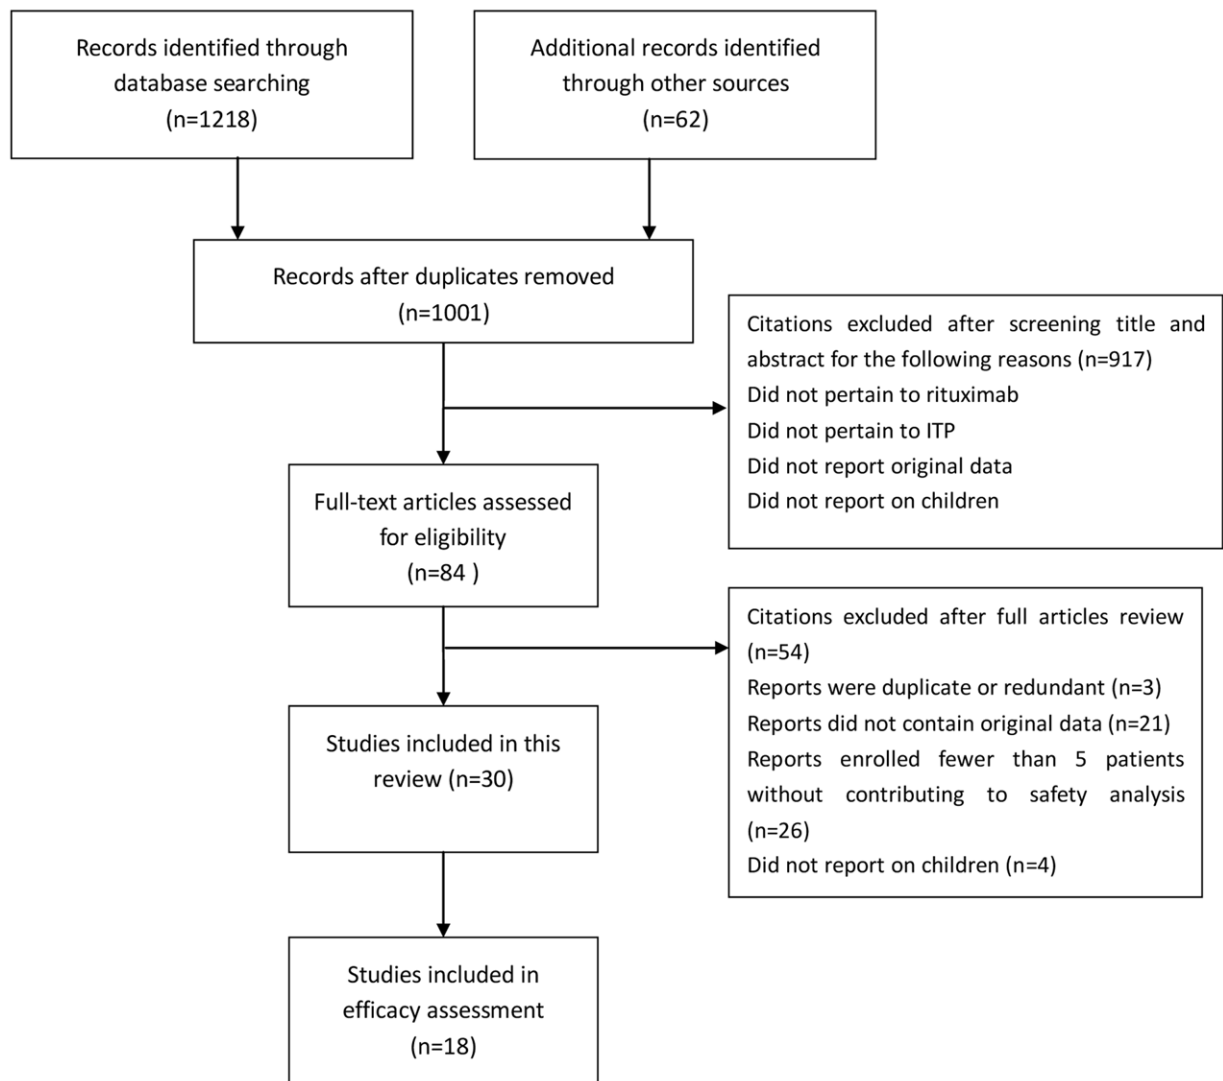 Records identified through
database searching
(n=1218)
Additional records identified
through other sources
(n=62)
Records after duplicates removed
(n=1001)
Citations excluded after screening title and
abstract for the following reasons (n=917)
Did not pertain to rituximab
Did not pertain to ITP
Did not report original data
Did not report on children
Full-text articles assessed
for eligibility
(n=84 )
Citations excluded after full articles review
(n=54)
Reports were duplicate or redundant (n=3)
Reports did not contain original data (n=21)
Reports enrolled fewer than 5 patients
without contributing to safety analysis
(n=26)
Did not report on children (n=4)
Studies included in this
review (n=30)
Studies included in
efficacy assessment
(n=18)